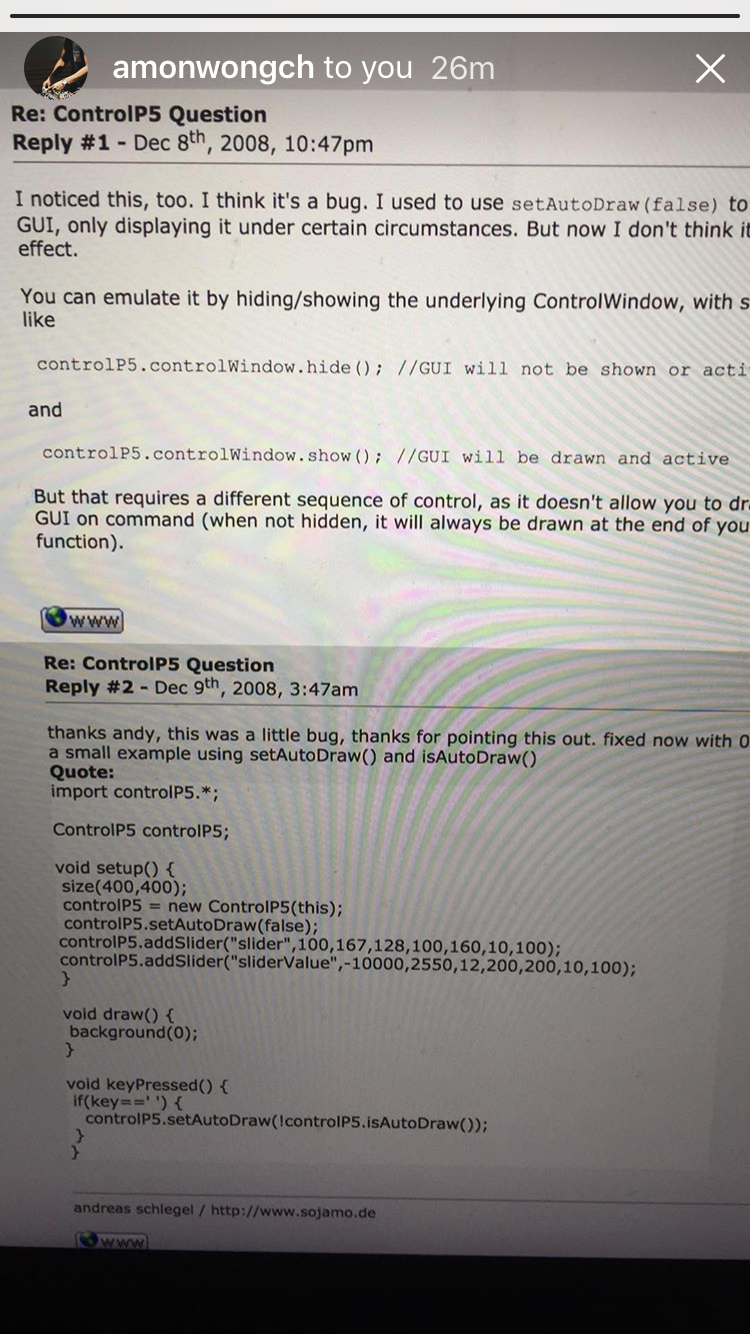 amonwongch to you 26m
Re: ControlP5 Question
Reply #1 - Dec 8th, 2008, 10:47pm
I noticed this, too. I think it's a bug. I used to use setAutoDraw(false) to
GUI, only displaying it under certain circumstances. But now I don't think it
effect.
You can emulate it by hiding/showing the underlying ControlWindow, with s
like
controlP5.controlWindow.hide(); //GUI will not be shown or acti
and
controlP5.controlWindow.show(); //GUI will be drawn and active
But that requires a different sequence of control, as it doesn't allow you to dr
GUI on command (when not hidden, it will always be drawn at the end of you
function).
www
Re: ControlP5 Question
Reply #2 - Dec 9th, 2008, 3:47am
thanks andy, this was a little bug, thanks for pointing this out. fixed now with 0
a small example using setAutoDraw() and isAutoDraw()
Quote:
import controlP5.*;
ControlP5 controlP5;
void setup() {
size(400,400);
controlP5 = new ControlP5(this);
controlP5.setAutoDraw(false);
controlP5.addSlider("slider",100,167,128,100,160,10,100);
controlP5.addSlider("sliderValue",-10000,2550,12,200,200,10,100);
}
void draw() {
background(0);
}
void keyPressed() {
if(key==' ') {
controlP5.setAutoDraw(!controlP5.isAutoDraw());
}
}
andreas schlegel / http://www.sojamo.de
www